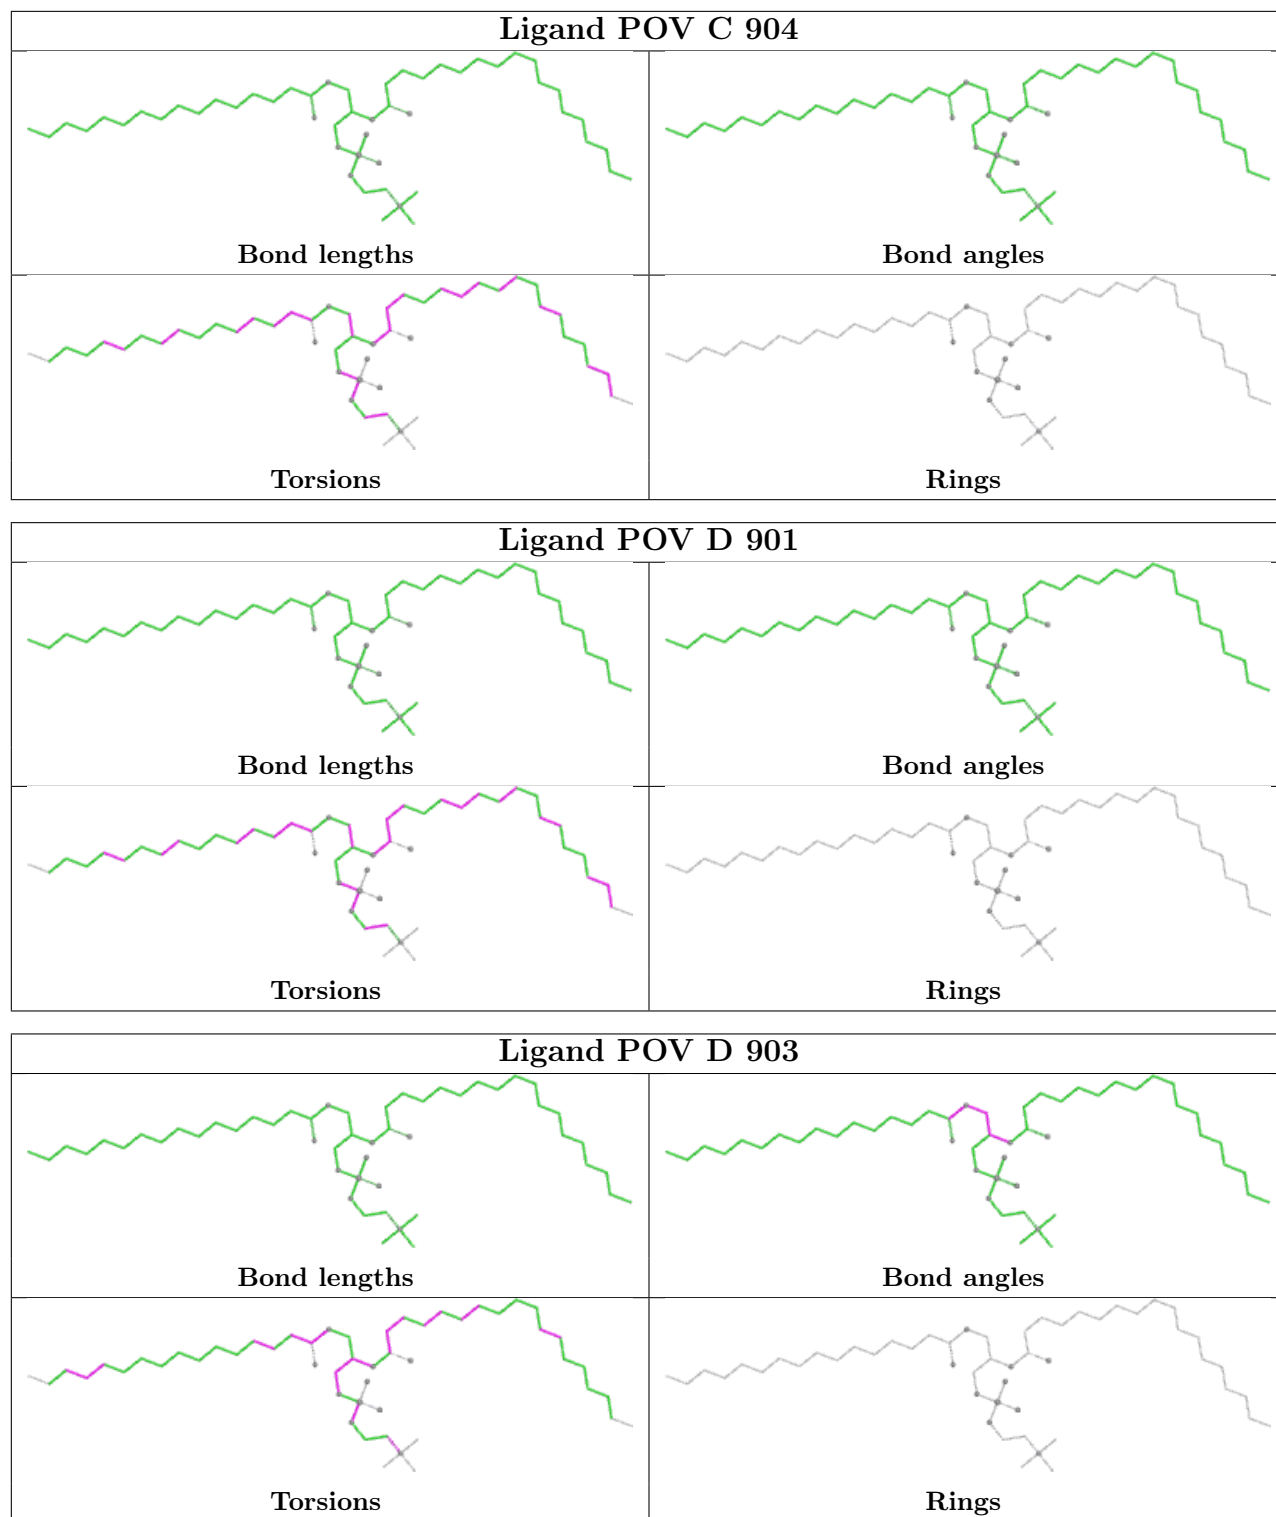 Ligand POV C 904
Bond lengths
Bond angles
Torsions
Rings
Ligand POV D 901
Bond lengths
Bond angles
Torsions
Rings
Ligand POV D 903
Bond lengths
Bond angles
Torsions
Rings